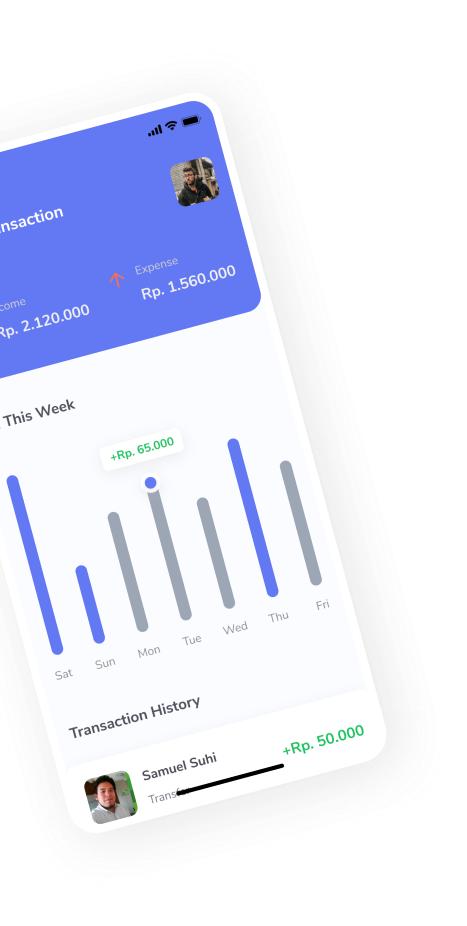 nsaction
come
Rp. 2.120.000
Expense
Rp. 1.560.000
This Week
+Rp. 65.000
Sat
Sun
Mon
Tue
Wed
Thu
Fri
Transaction History
Samuel Suhi
+Rp. 50.000
Transfer